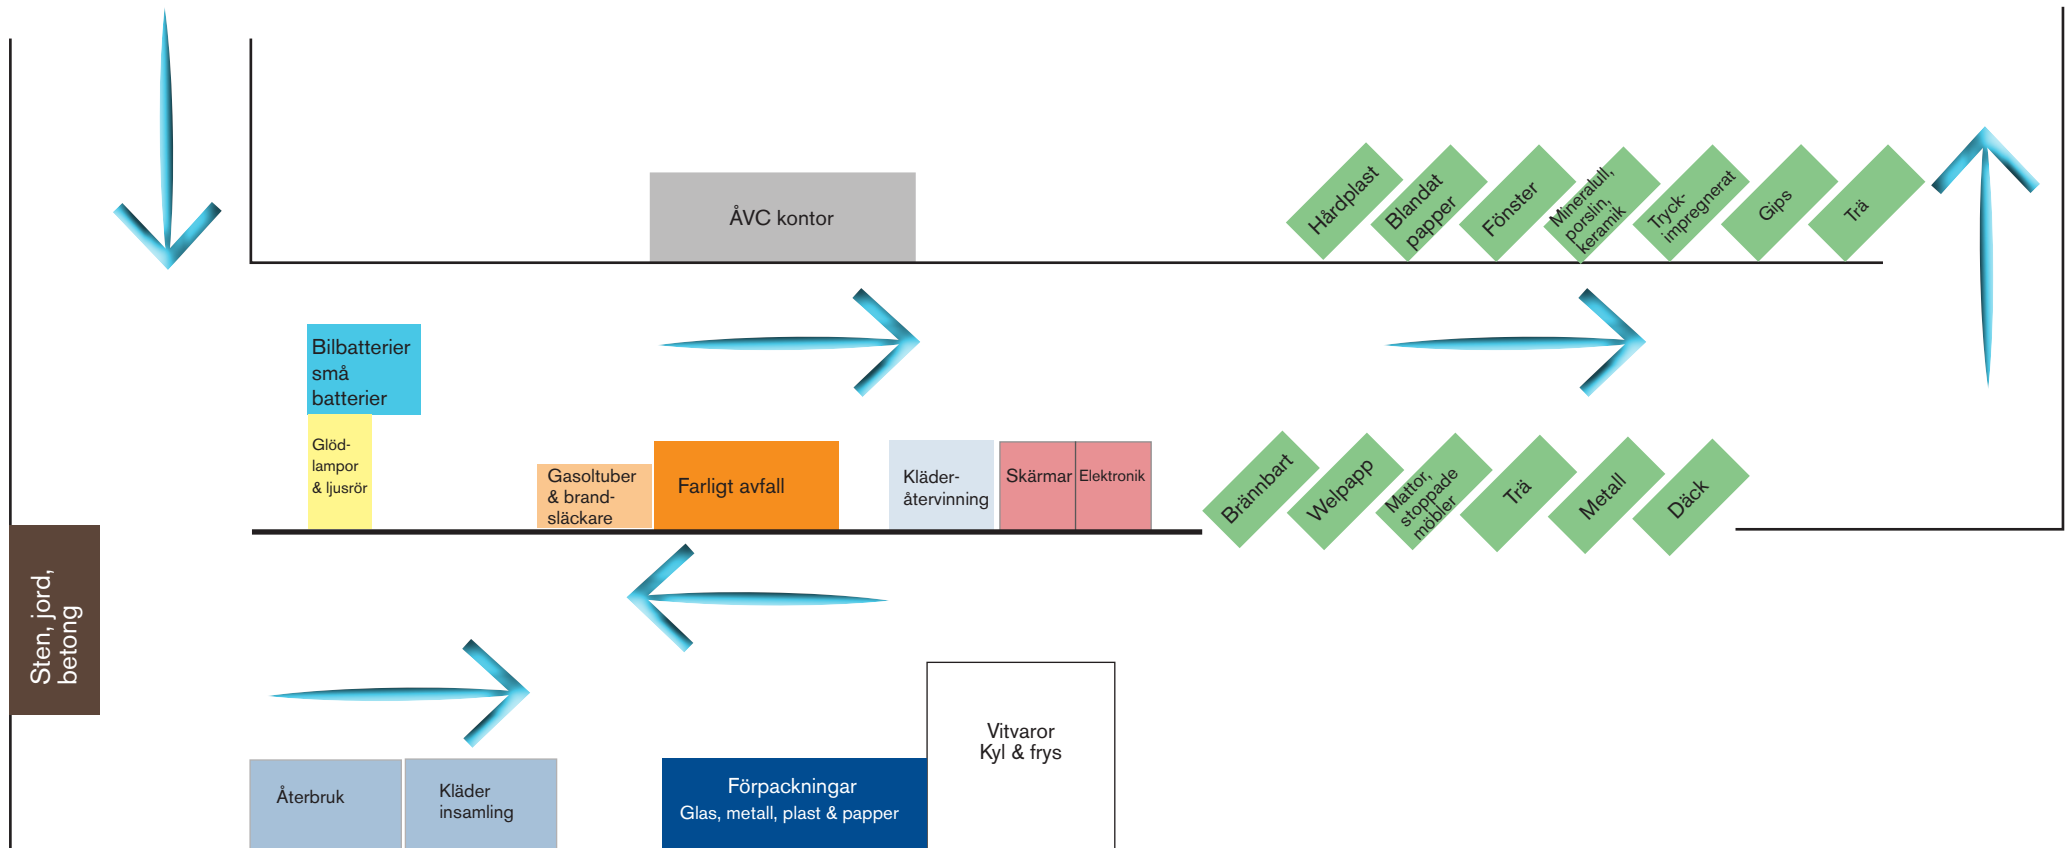 ÅVC kontor
Hårdplast
Blandat
papper
Fönster
Mineralull,
porslin,
keramik
Tryck-
impregnerat
Gips
Trä
Bilbatterier
små
batterier
Glöd-
lampor
& ljusrör
Gasoltuber
& brand-
släckare
Farligt avfall
Kläder-
återvinning
Skärmar
Elektronik
Brännbart
Welpapp
Mattor,
stoppade
möbler
Trä
Metall
Däck
Sten, jord,
betong
Återbruk
Kläder
insamling
Förpackningar
Glas, metall, plast & papper
Vitvaror
Kyl & frys